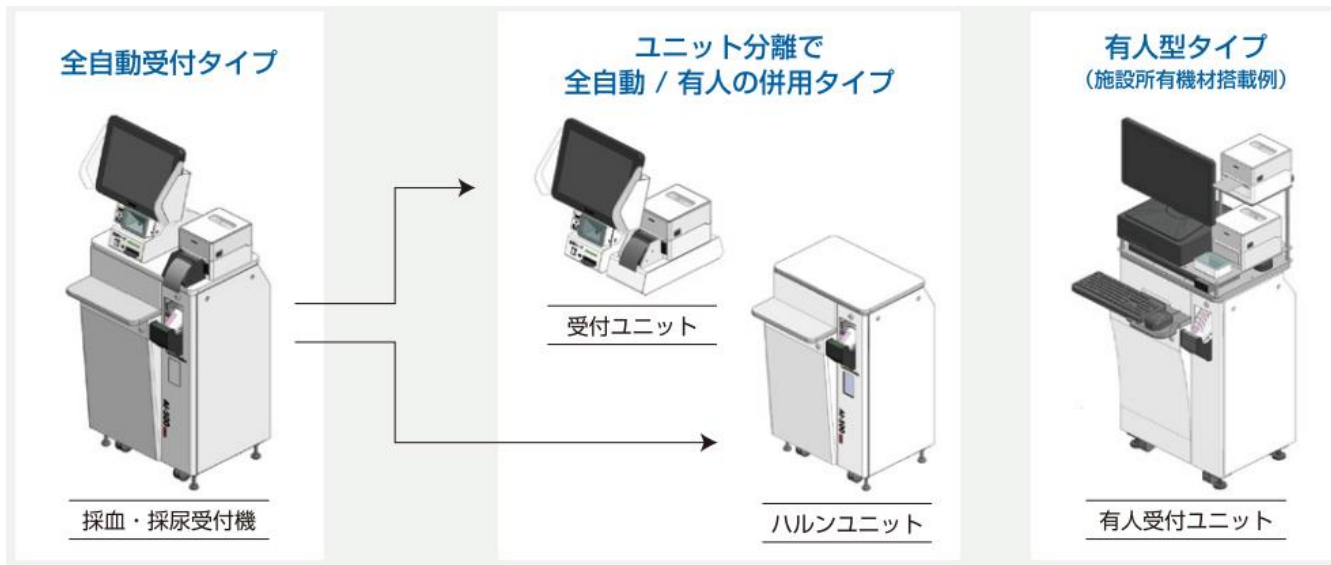 全自動受付タイプ
採血・採尿受付機
ユニット分離で
全自動 / 有人の併用タイプ
受付ユニット
ハルンユニット
有人型タイプ
（施設所有機材搭載例）
有人受付ユニット